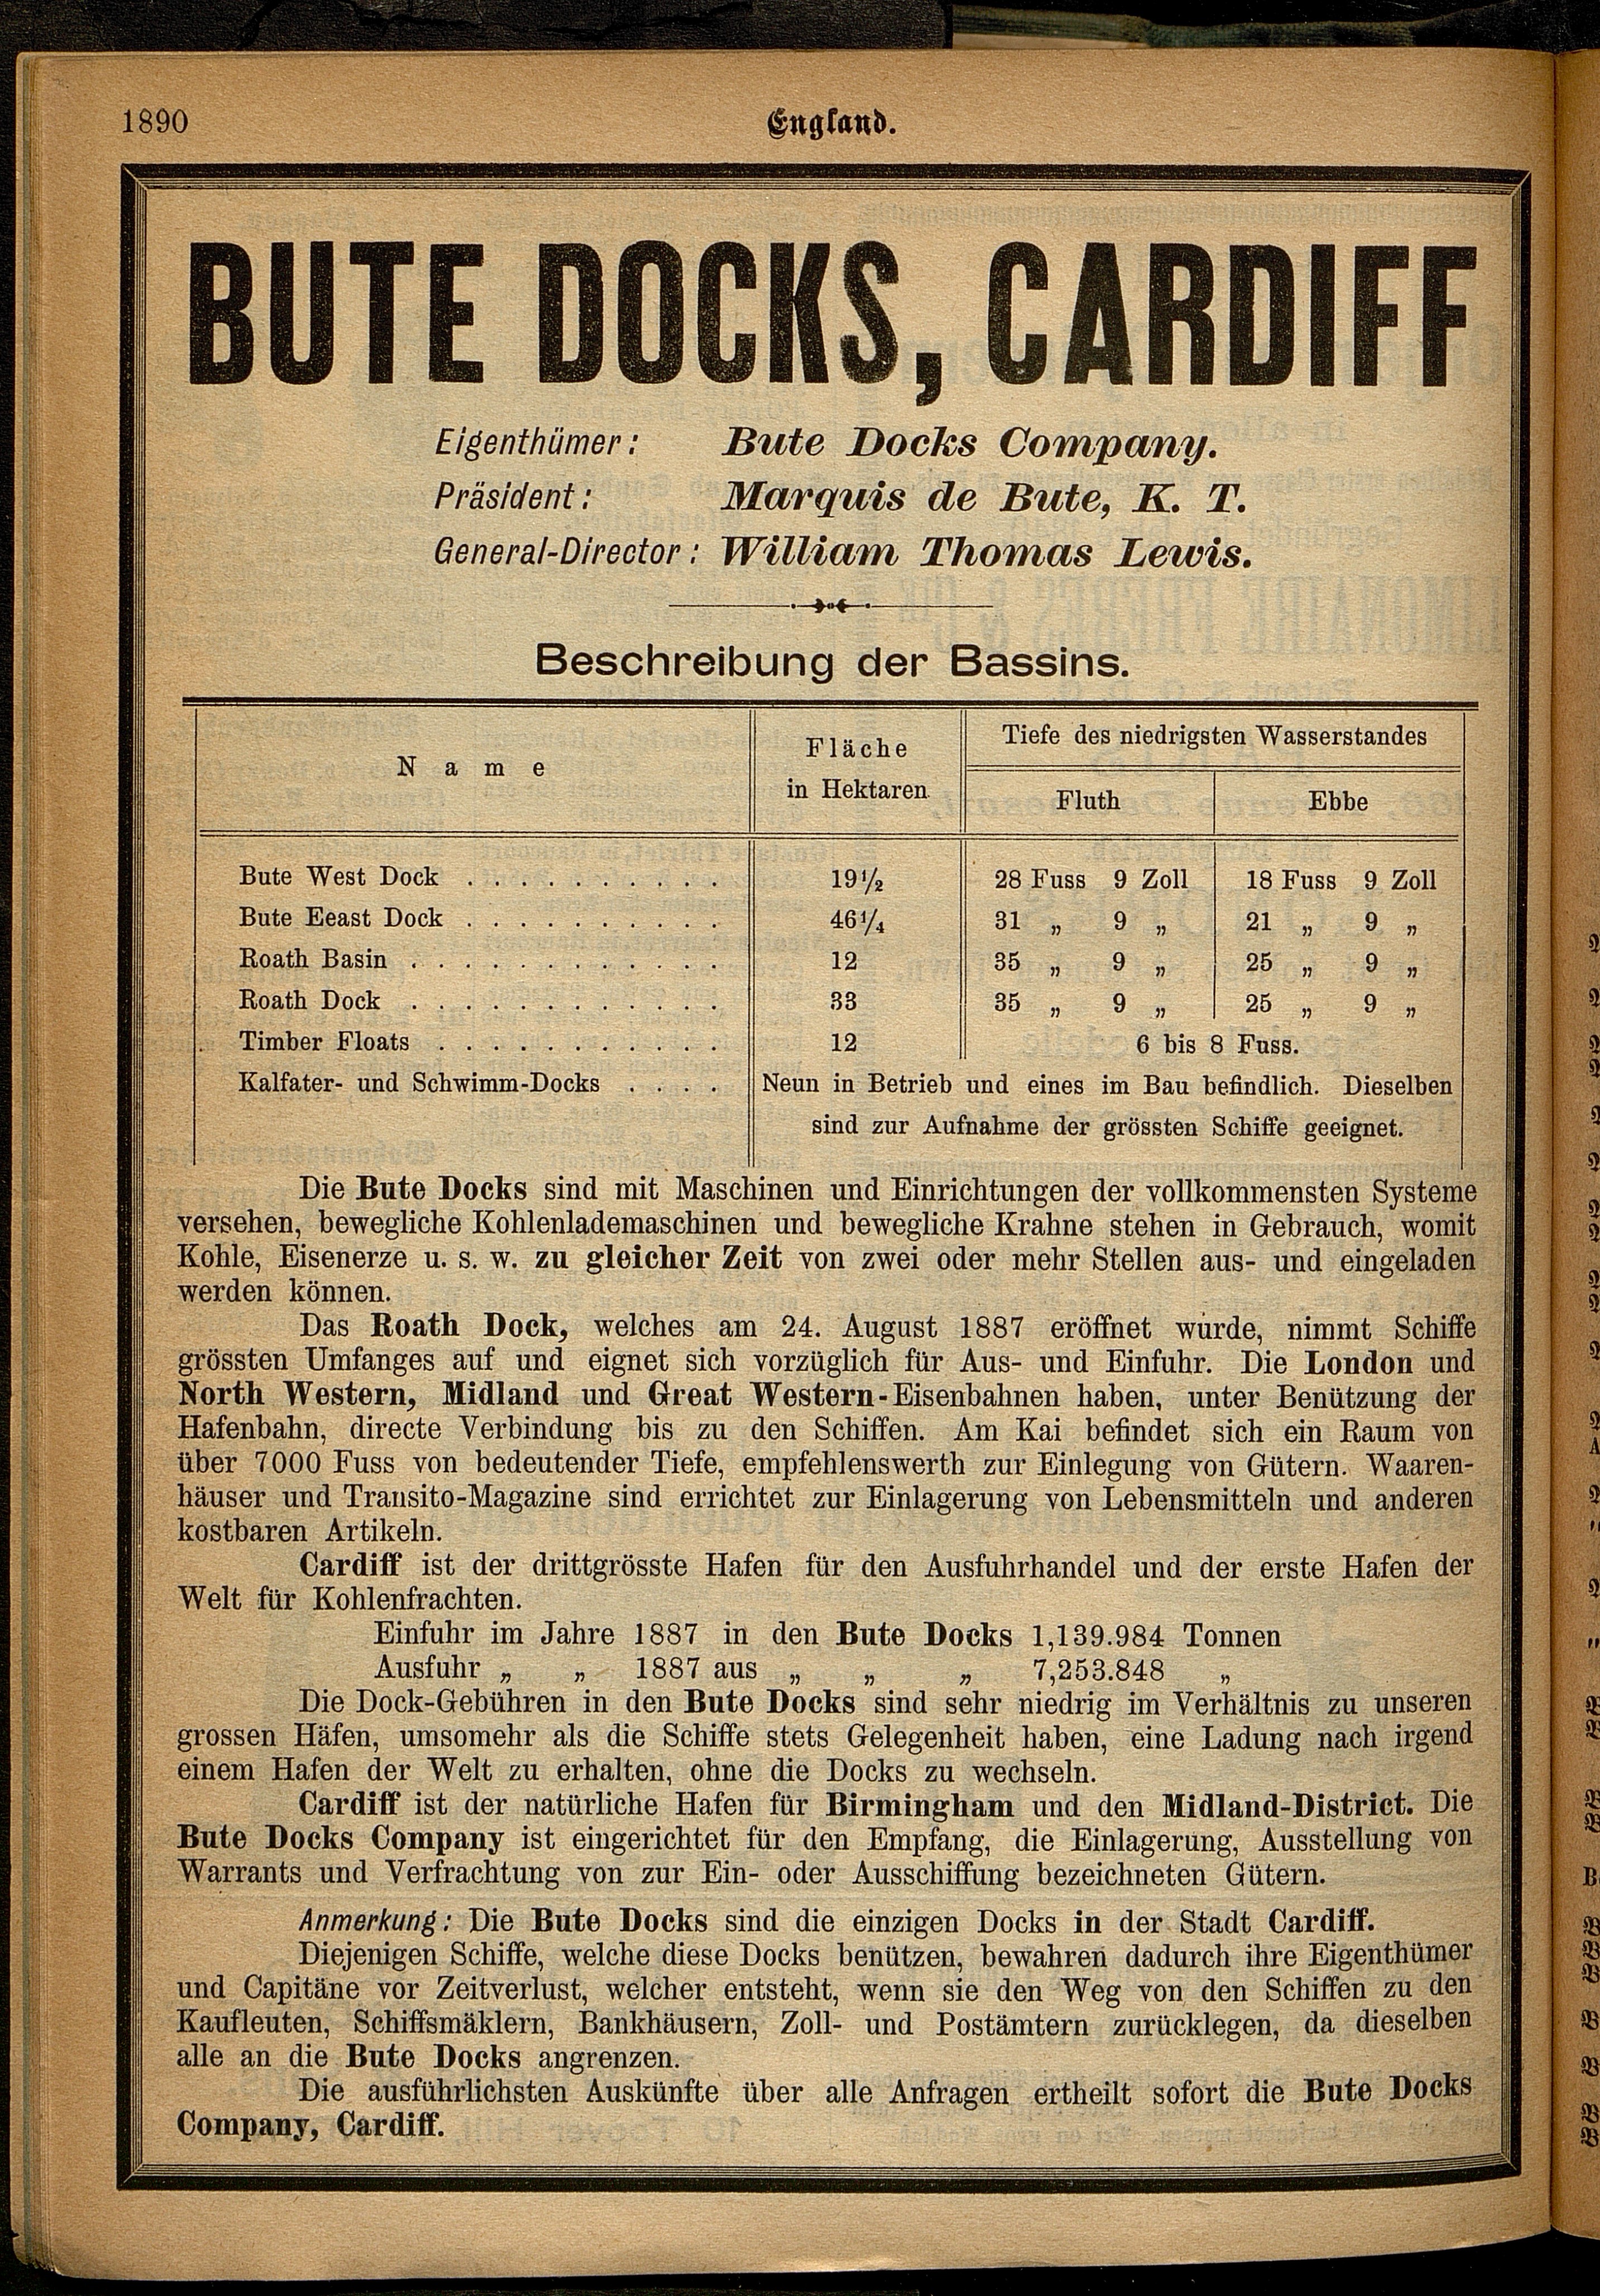 1890
England.
BUTE DOCKS, CARDIFF
Eigenthümer: Bute Docks Company.
Präsident: Marquis de Bute, K. T.
General-Director: William Thomas Lewis.
Beschreibung der Bassins.
Name
Fläche
in Hektaren
Tiefe des niedrigsten Wasserstandes
Fluth
Ebbe
Bute West Dock . . . . . . . . . . 19½ 28 Fuss 9 Zoll 18 Fuss 9 Zoll
Bute Eeast Dock . . . . . . . . . . 46¼ 31 „ 9 „ 21 „ 9 „
Roath Basin . . . . . . . . . . . . 12 35 „ 9 „ 25 „ 9 „
Roath Dock . . . . . . . . . . . . 33 35 „ 9 „ 25 „ 9 „
Timber Floats . . . . . . . . . . . 12 6 bis 8 Fuss.
Kalfater- und Schwimm-Docks . . . . Neun in Betrieb und eines im Bau befindlich. Dieselben
sind zur Aufnahme der grössten Schiffe geeignet.
Die Bute Docks sind mit Maschinen und Einrichtungen der vollkommensten Systeme
versehen, bewegliche Kohlenlademaschinen und bewegliche Krahne stehen in Gebrauch, womit
Kohle, Eisenerze u. s. w. zu gleicher Zeit von zwei oder mehr Stellen aus- und eingeladen
werden können.
Das Roath Dock, welches am 24. August 1887 eröffnet wurde, nimmt Schiffe
grössten Umfanges auf und eignet sich vorzüglich für Aus- und Einfuhr. Die London und
North Western, Midland und Great Western-Eisenbahnen haben, unter Benützung der
Hafenbahn, directe Verbindung bis zu den Schiffen. Am Kai befindet sich ein Raum von
über 7000 Fuss von bedeutender Tiefe, empfehlenswerth zur Einlegung von Gütern. Waaren-
häuser und Transito-Magazine sind errichtet zur Einlagerung von Lebensmitteln und anderen
kostbaren Artikeln.
Cardiff ist der drittgrösste Hafen für den Ausfuhrhandel und der erste Hafen der
Welt für Kohlenfrachten.
Einfuhr im Jahre 1887 in den Bute Docks 1,139.984 Tonnen
Ausfuhr „ „ 1887 aus „ „ „ 7,253.848 „
Die Dock-Gebühren in den Bute Docks sind sehr niedrig im Verhältnis zu unseren
grossen Häfen, umsomehr als die Schiffe stets Gelegenheit haben, eine Ladung nach irgend
einem Hafen der Welt zu erhalten, ohne die Docks zu wechseln.
Cardiff ist der natürliche Hafen für Birmingham und den Midland-District. Die
Bute Docks Company ist eingerichtet für den Empfang, die Einlagerung, Ausstellung von
Warrants und Verfrachtung von zur Ein- oder Ausschiffung bezeichneten Gütern.
Anmerkung: Die Bute Docks sind die einzigen Docks in der Stadt Cardiff.
Diejenigen Schiffe, welche diese Docks benützen, bewahren dadurch ihre Eigenthümer
und Capitäne vor Zeitverlust, welcher entsteht, wenn sie den Weg von den Schiffen zu den
Kaufleuten, Schiffsmäklern, Bankhäusern, Zoll- und Postämtern zurücklegen, da dieselben
alle an die Bute Docks angrenzen.
Die ausführlichsten Auskünfte über alle Anfragen ertheilt sofort die Bute Docks
Company, Cardiff.